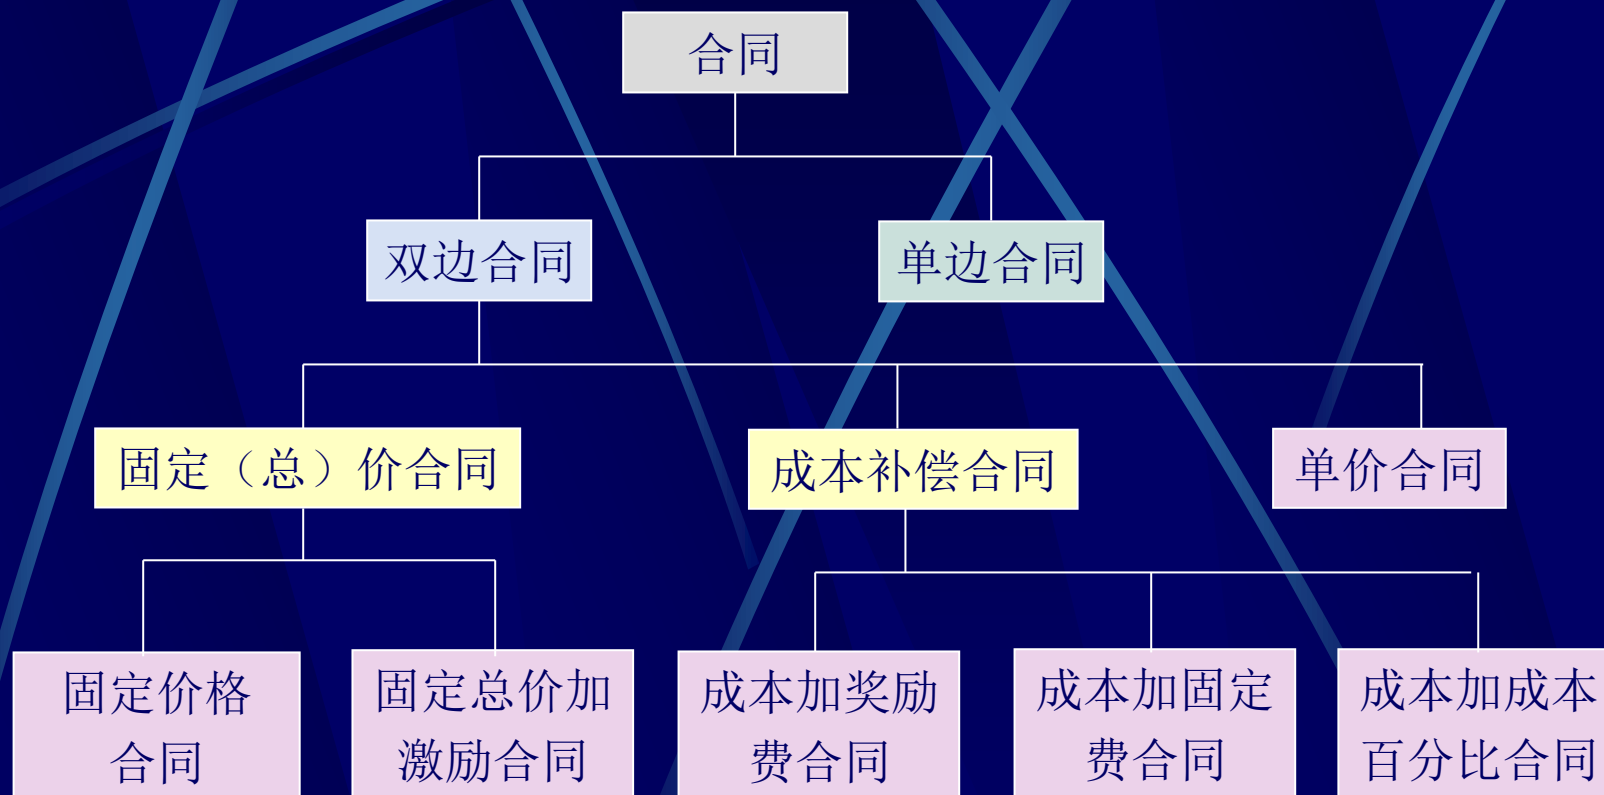 合同
双边合同
单边合同
固定（总）价合同
成本补偿合同
单价合同
固定价格
合同
固定总价加
激励合同
成本加奖励
费合同
成本加固定
费合同
成本加成本
百分比合同